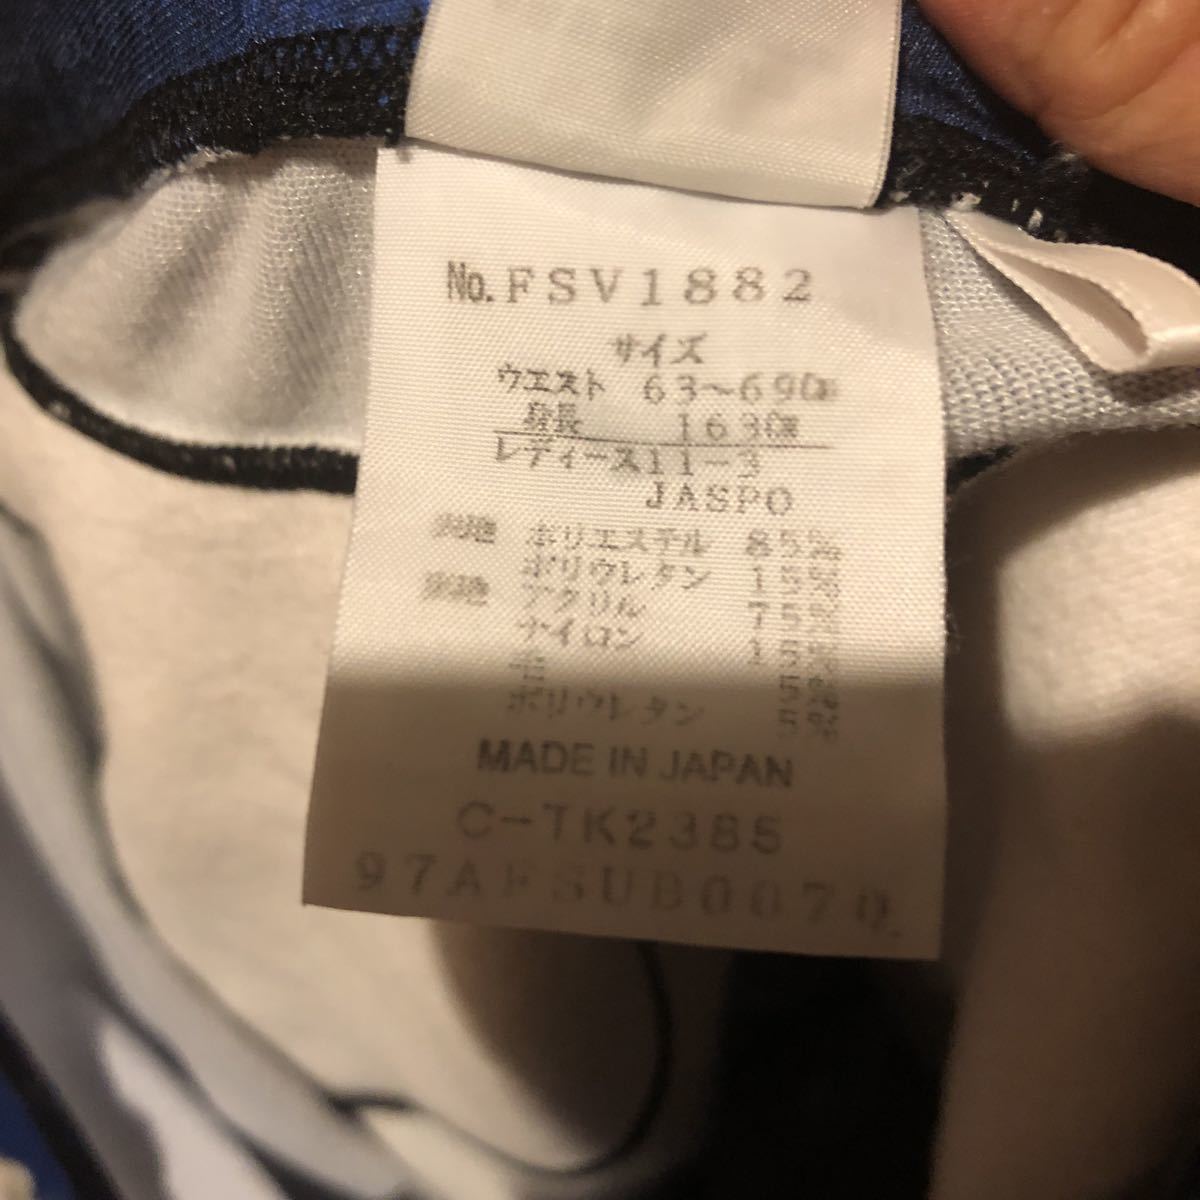 No.FSV1882
サイズ
ウエスト 63~69cm
身長 163cm
レディース11-3
JASPO
ポリエステル 85%
ポリウレタン 15%
アクリル 75%
ナイロン 15%
毛 5%
ポリウレタン 5%
MADE IN JAPAN
C-TK2385
97AFSUB0070